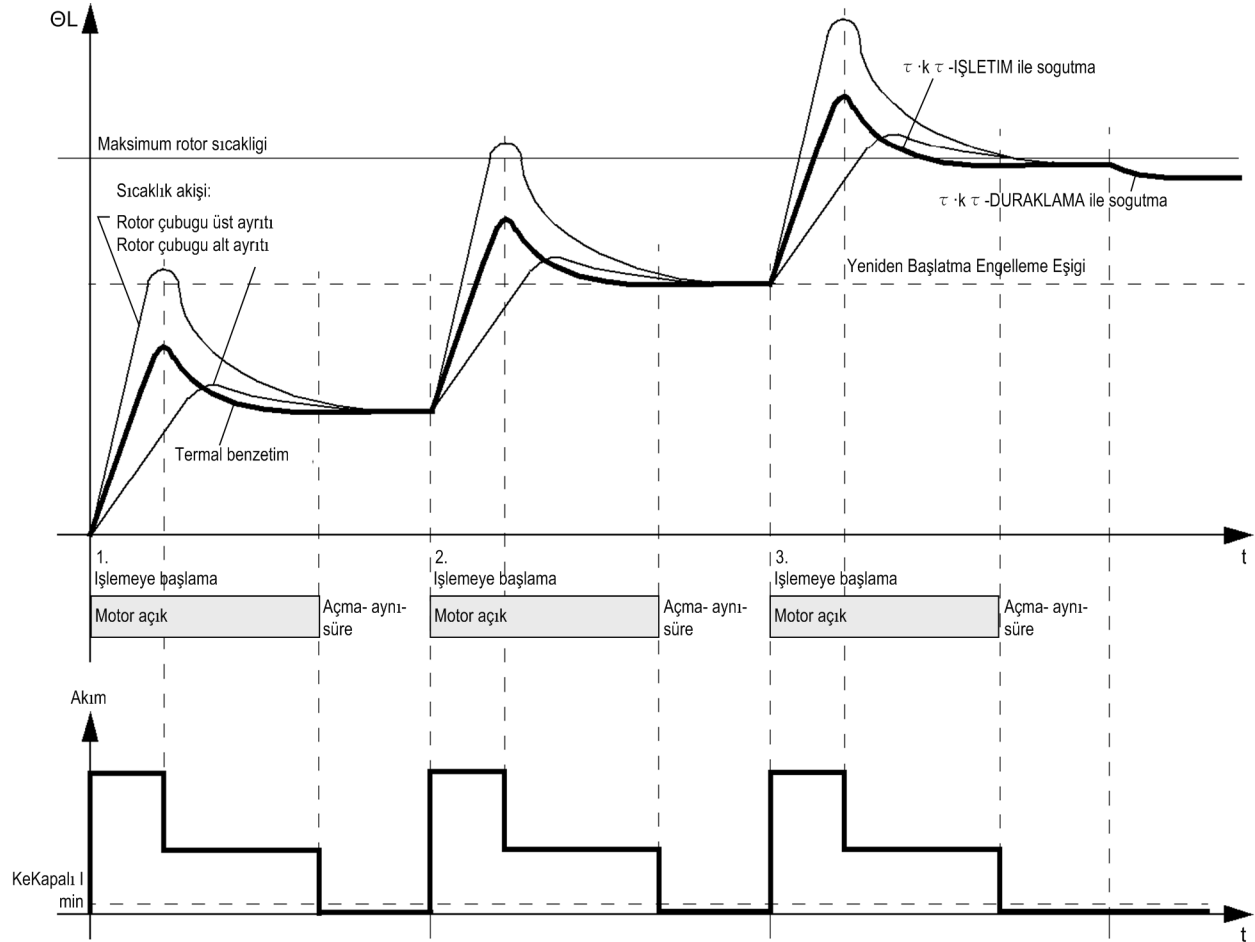 ΘL
τ ·k τ -IŞLETIM ile sogutma
Maksimum rotor sıcakligi
Sıcaklık akişi:
Rotor çubugu üst ayrıtı
Rotor çubugu alt ayrıtı
τ ·k τ -DURAKLAMA ile sogutma
Yeniden Başlatma Engelleme Eşigi
Termal benzetim
t
1.
Işlemeye başlama
Motor açık
Açma- aynı-
süre
2.
Işlemeye başlama
Motor açık
Açma- aynı-
süre
3.
Işlemeye başlama
Motor açık
Açma- aynı-
süre
Akım
KeKapalı I
min
t